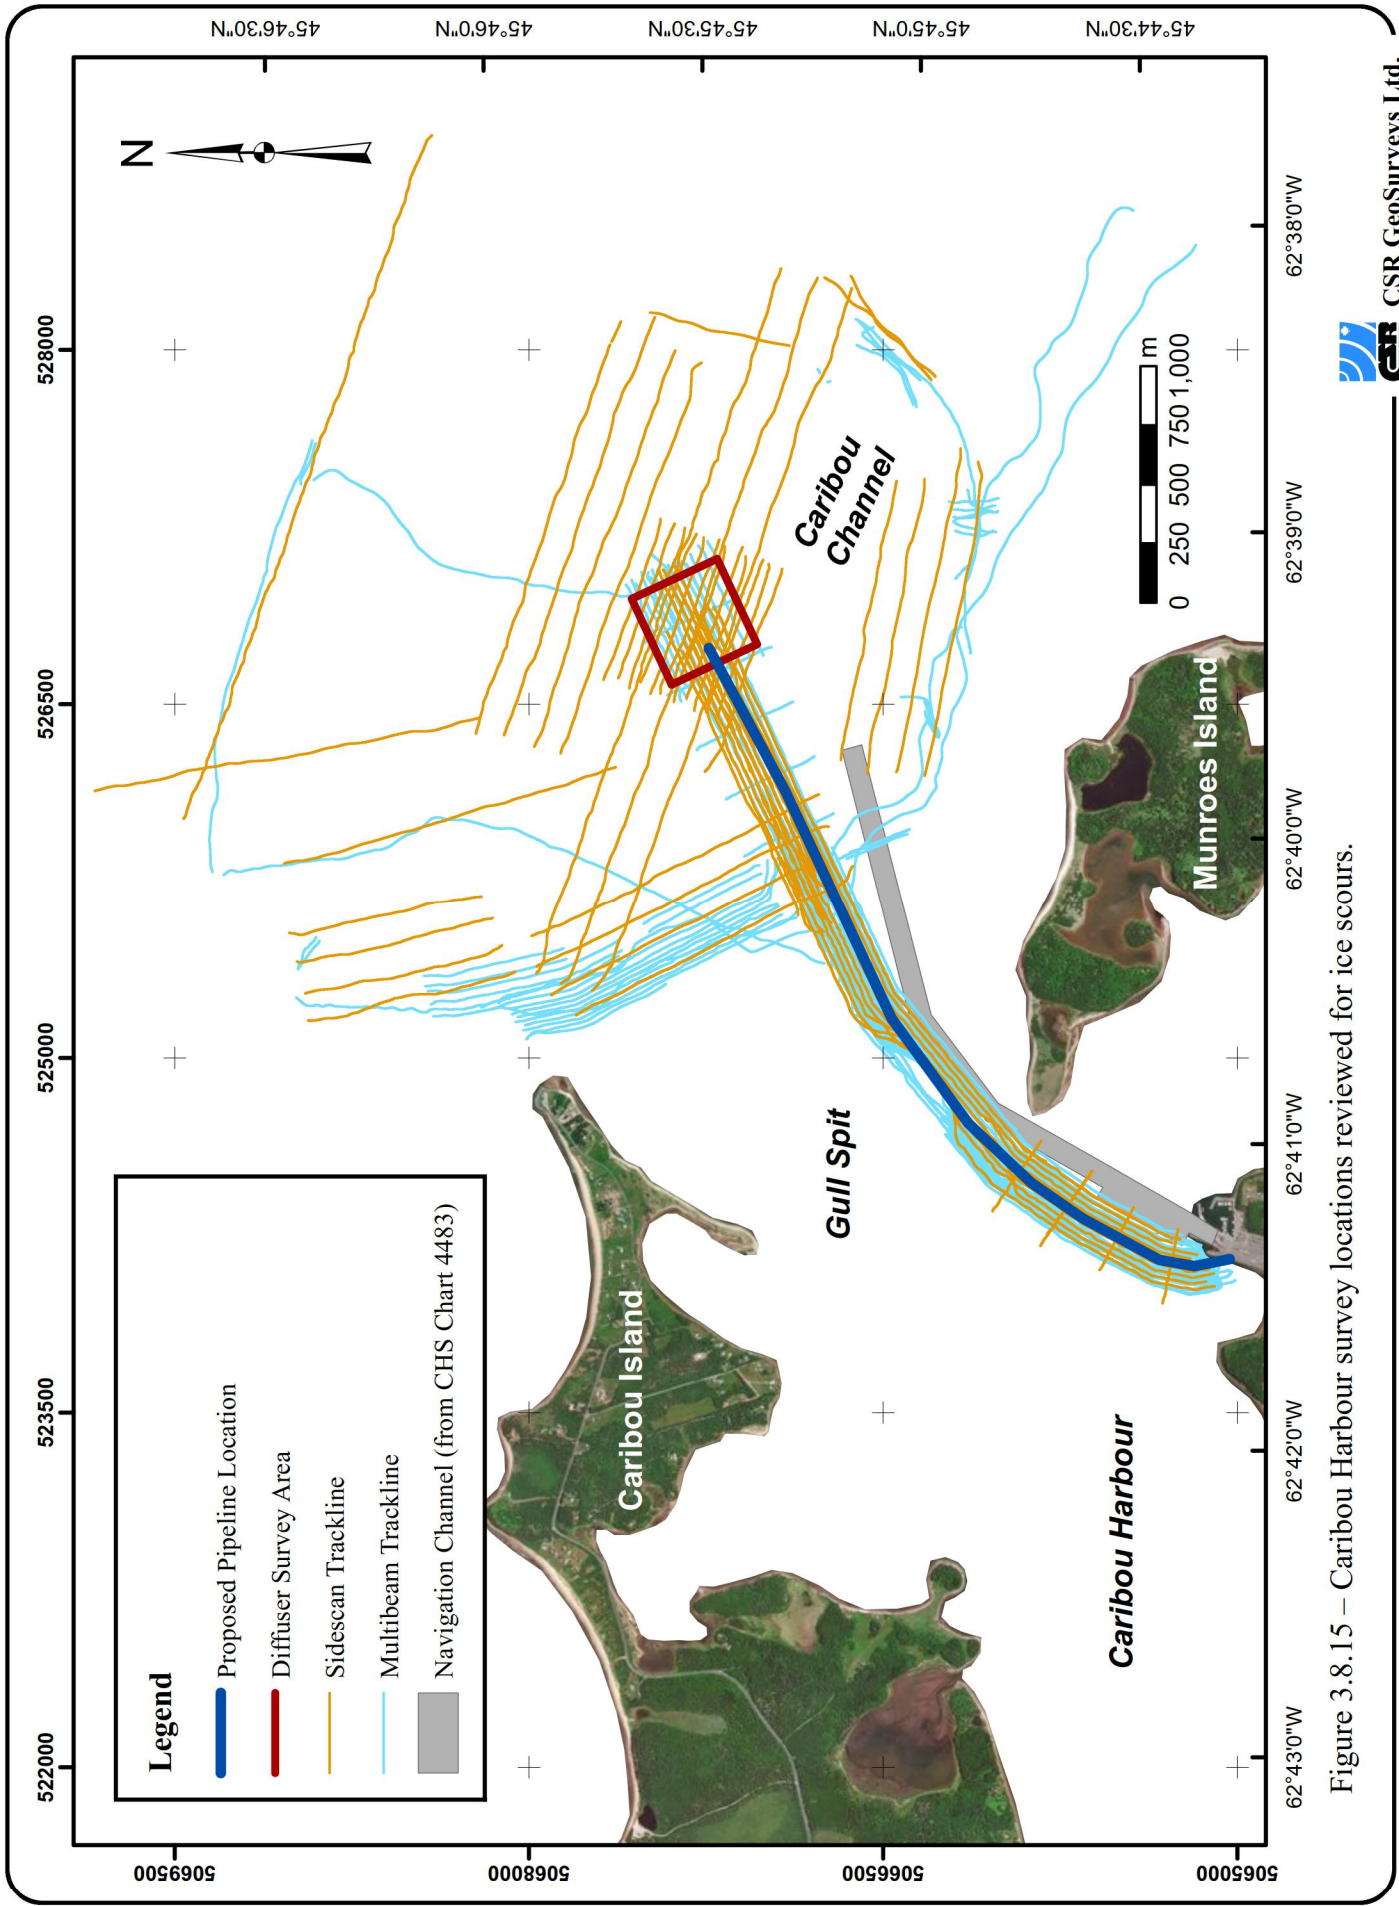 522000
523500
525000
526500
528000
5069500
5068000
5066500
5065000
45°46'30"N
45°46'0"N
45°45'30"N
45°45'0"N
45°44'30"N
N
Legend
Proposed Pipeline Location
Diffuser Survey Area
Sidescan Trackline
Multibeam Trackline
Navigation Channel (from CHS Chart 4483)
Caribou Island
Gull Spit
Caribou
Channel
Caribou Harbour
Munroes Island
0 250 500 750 1,000
m
62°43'0"W
62°42'0"W
62°41'0"W
62°40'0"W
62°39'0"W
62°38'0"W
Figure 3.8.15 – Caribou Harbour survey locations reviewed for ice scours.
CSR
CSR GeoSurveys Ltd.